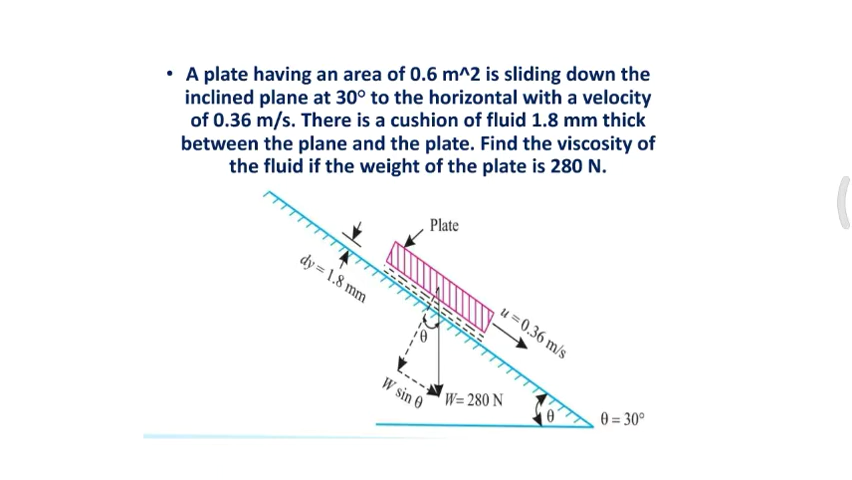 • A plate having an area of 0.6 m^2 is sliding down the
inclined plane at 30° to the horizontal with a velocity
of 0.36 m/s. There is a cushion of fluid 1.8 mm thick
between the plane and the plate. Find the viscosity of
the fluid if the weight of the plate is 280 N.
Plate
dy = 1.8 mm
u = 0.36 m/s
θ
W sin θ
W= 280 N
θ
θ = 30°